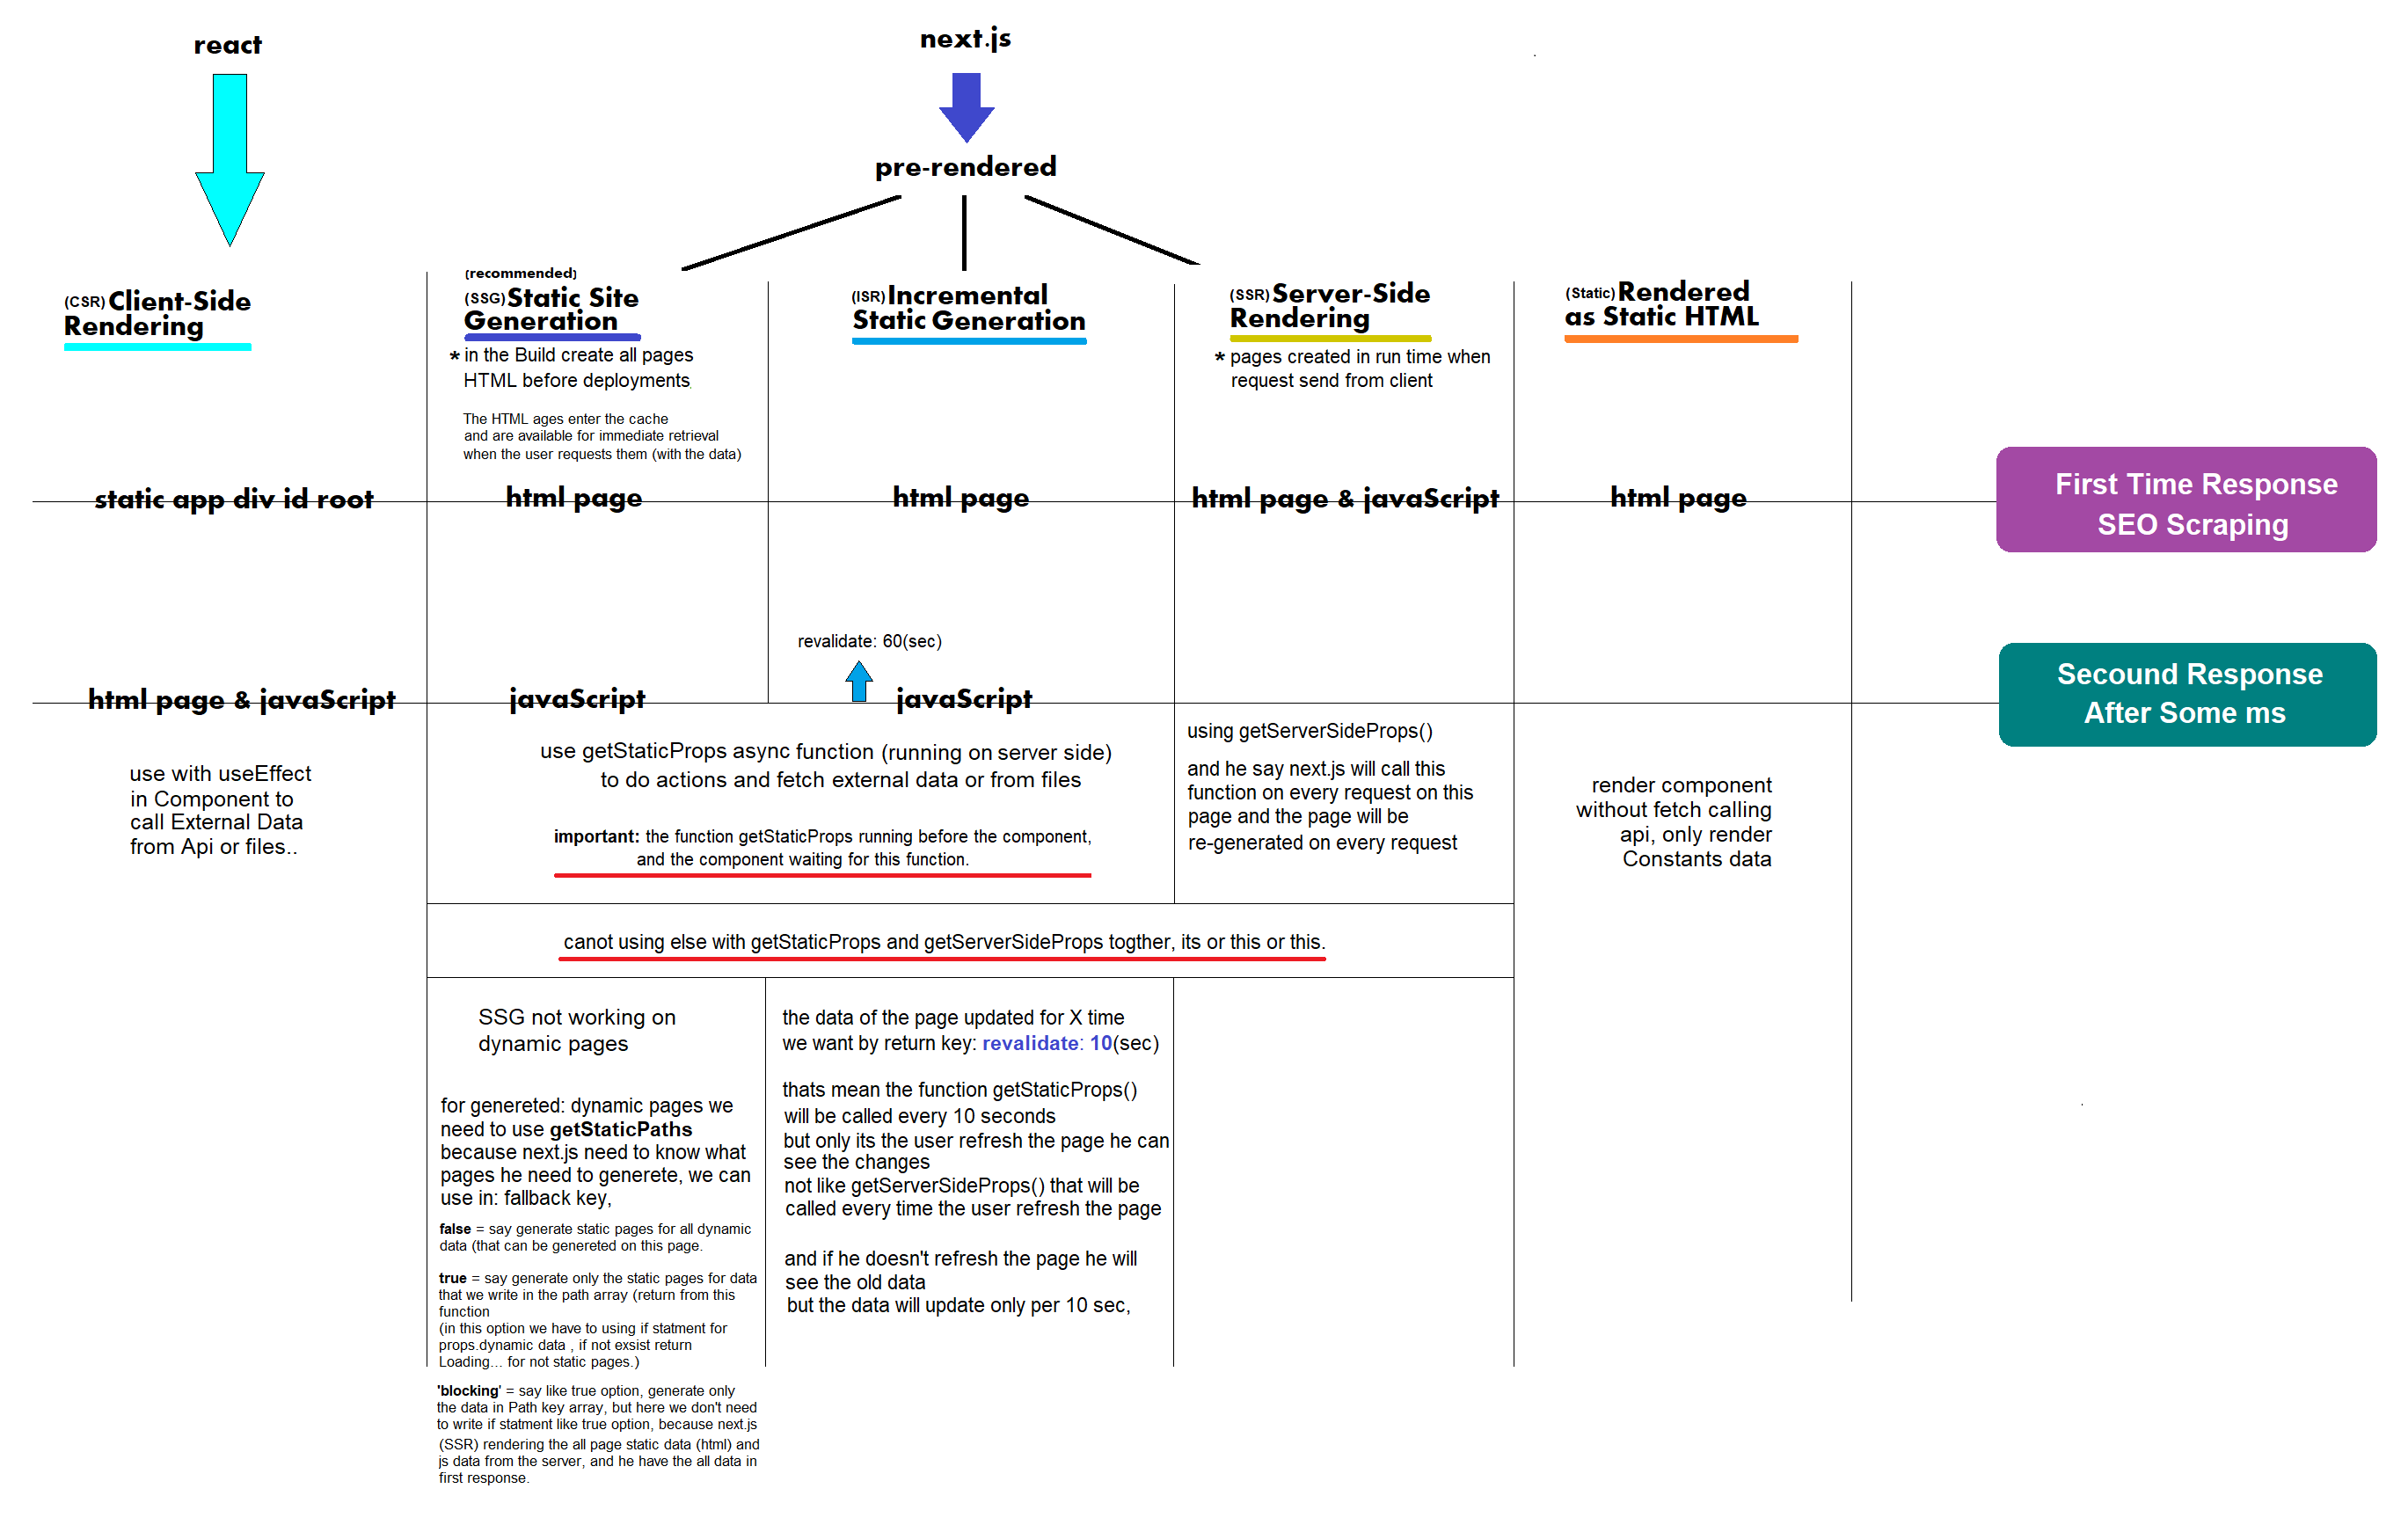 react
next.js
pre-rendered
(CSR) Client-Side
Rendering
(recommended)
(SSG) Static Site
Generation
* in the Build create all pages
HTML before deployments
The HTML ages enter the cache
and are available for immediate retrieval
when the user requests them (with the data)
(ISR) Incremental
Static Generation
(SSR) Server-Side
Rendering
* pages created in run time when
request send from client
(Static) Rendered
as Static HTML
static app div id root
html page
html page
html page & javaScript
html page
First Time Response
SEO Scraping
revalidate: 60(sec)
html page & javaScript
javaScript
javaScript
Secound Response
After Some ms
use with useEffect
in Component to
call External Data
from Api or files..
use getStaticProps async function (running on server side)
to do actions and fetch external data or from files
important: the function getStaticProps running before the component,
and the component waiting for this function.
using getServerSideProps()
and he say next.js will call this
function on every request on this
page and the page will be
re-generated on every request
render component
without fetch calling
api, only render
Constants data
canot using else with getStaticProps and getServerSideProps togther, its or this or this.
SSG not working on
dynamic pages
for genereted: dynamic pages we
need to use getStaticPaths
because next.js need to know what
pages he need to generete, we can
use in: fallback key,
false = say generate static pages for all dynamic
data (that can be genereted on this page.
true = say generate only the static pages for data
that we write in the path array (return from this
function
(in this option we have to using if statment for
props.dynamic data , if not exsist return
Loading... for not static pages.)
'blocking' = say like true option, generate only
the data in Path key array, but here we don't need
to write if statment like true option, because next.js
(SSR) rendering the all page static data (html) and
js data from the server, and he have the all data in
first response.
the data of the page updated for X time
we want by return key: revalidate: 10(sec)
thats mean the function getStaticProps()
will be called every 10 seconds
but only its the user refresh the page he can
see the changes
not like getServerSideProps() that will be
called every time the user refresh the page
and if he doesn't refresh the page he will
see the old data
but the data will update only per 10 sec,